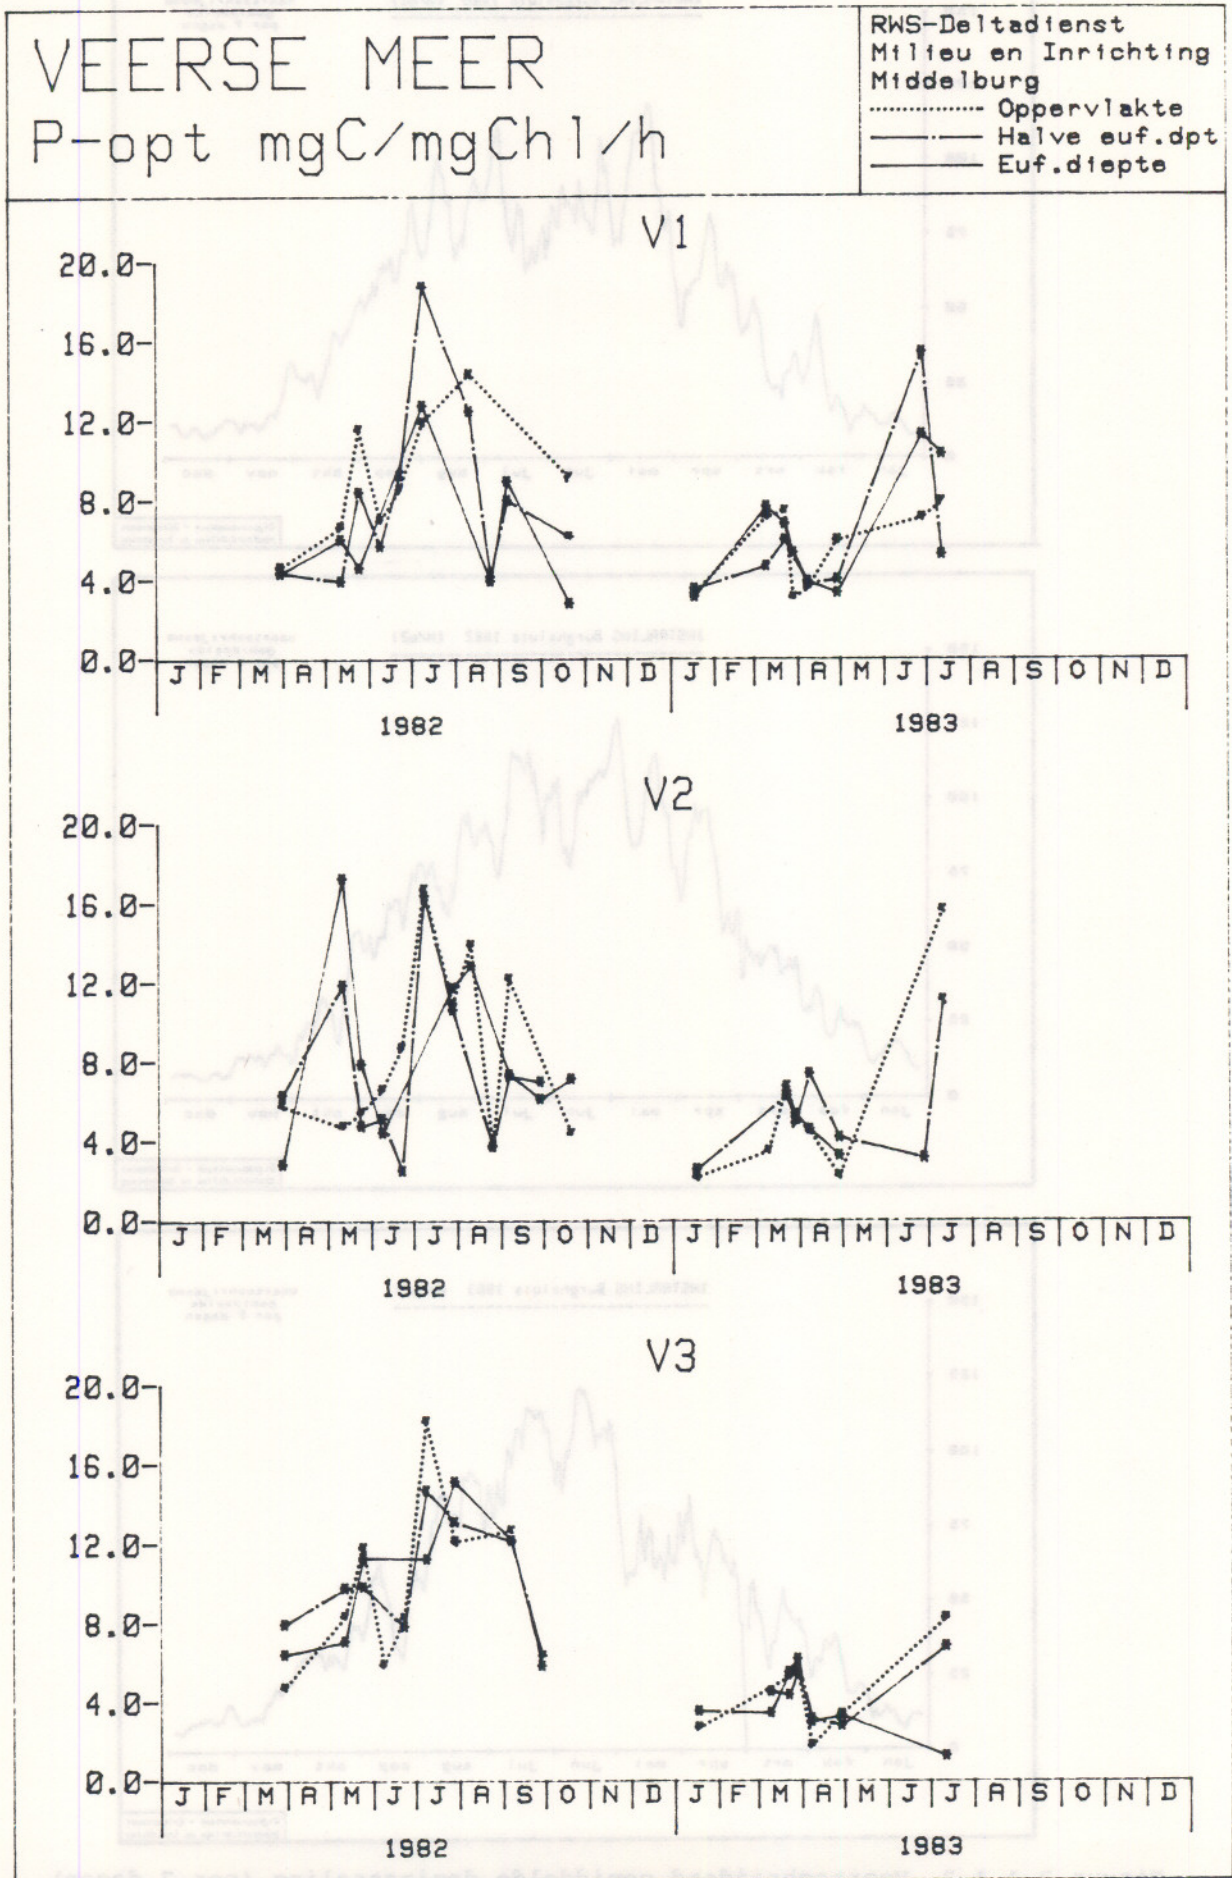 VEERSE MEER
P-opt mgC/mgChl/h
RWS-Deltadienst
Milieu en Inrichting
Middelburg
Oppervlakte
Halve euf.dpt
Euf.diepte
V1
20.0
16.0
12.0
8.0
4.0
0.0
J F M A M J J A S O N D J F M A M J J A S O N D
1982 1983
V2
20.0
16.0
12.0
8.0
4.0
0.0
J F M A M J J A S O N D J F M A M J J A S O N D
1982 1983
V3
20.0
16.0
12.0
8.0
4.0
0.0
J F M A M J J A S O N D J F M A M J J A S O N D
1982 1983